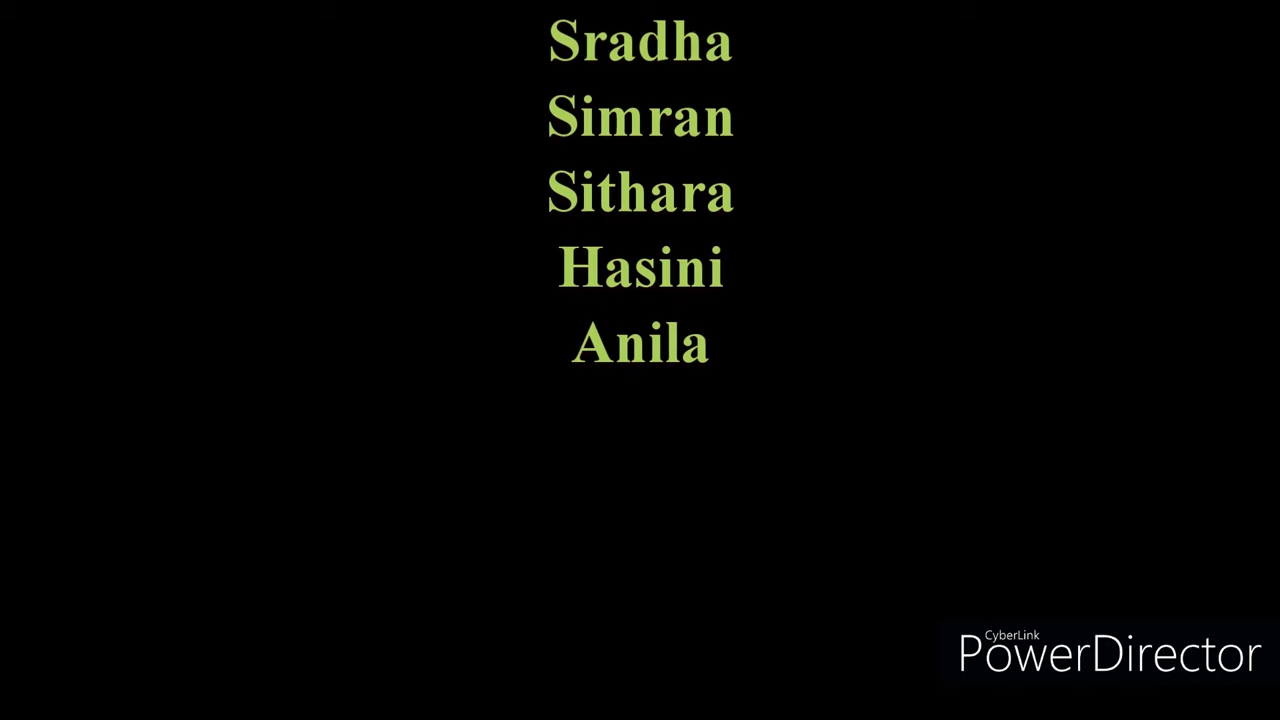 Sradha
Simran
Sithara
Hasini
Anila
CyberLink
PowerDirector